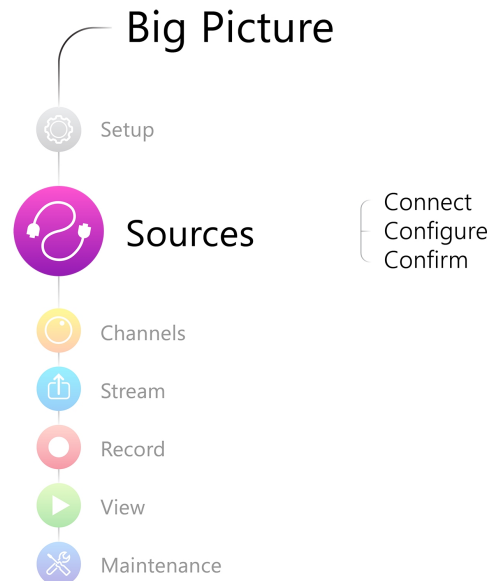 Big Picture
Setup
Sources
Connect
Configure
Confirm
Channels
Stream
Record
View
Maintenance